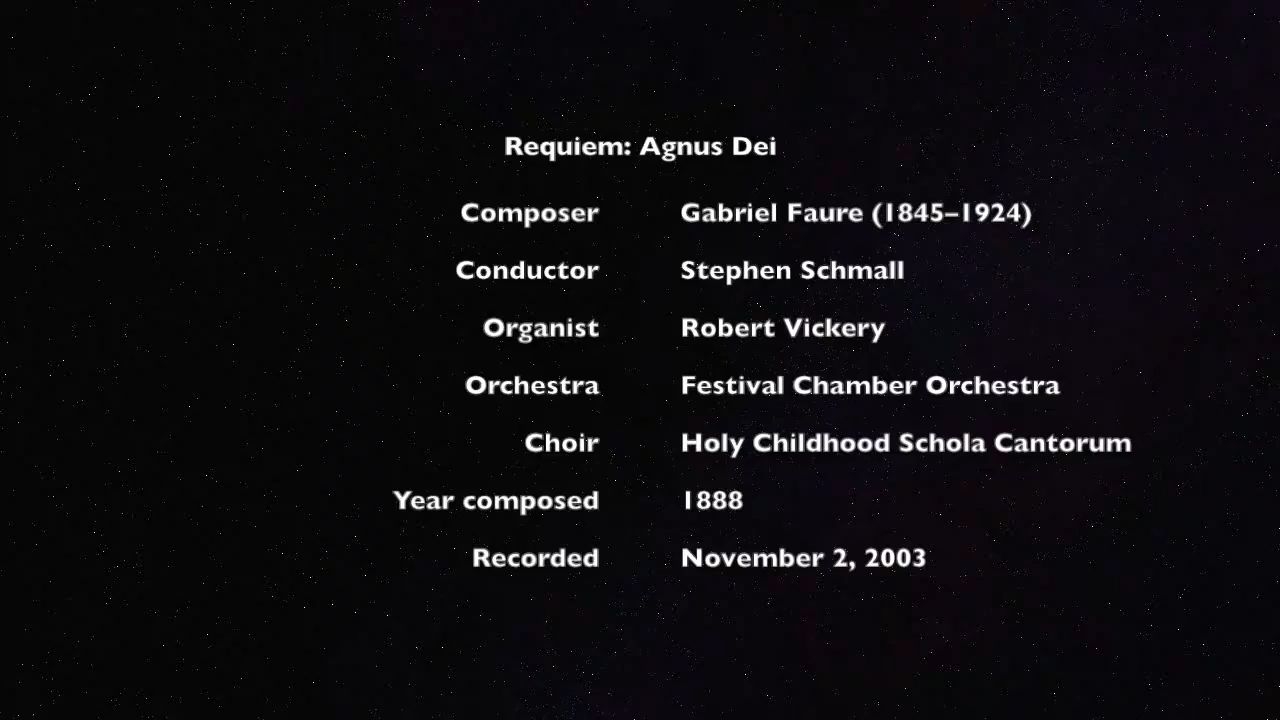 Requiem: Agnus Dei
Composer Gabriel Faure (1845–1924)
Conductor Stephen Schmall
Organist Robert Vickery
Orchestra Festival Chamber Orchestra
Choir Holy Childhood Schola Cantorum
Year composed 1888
Recorded November 2, 2003